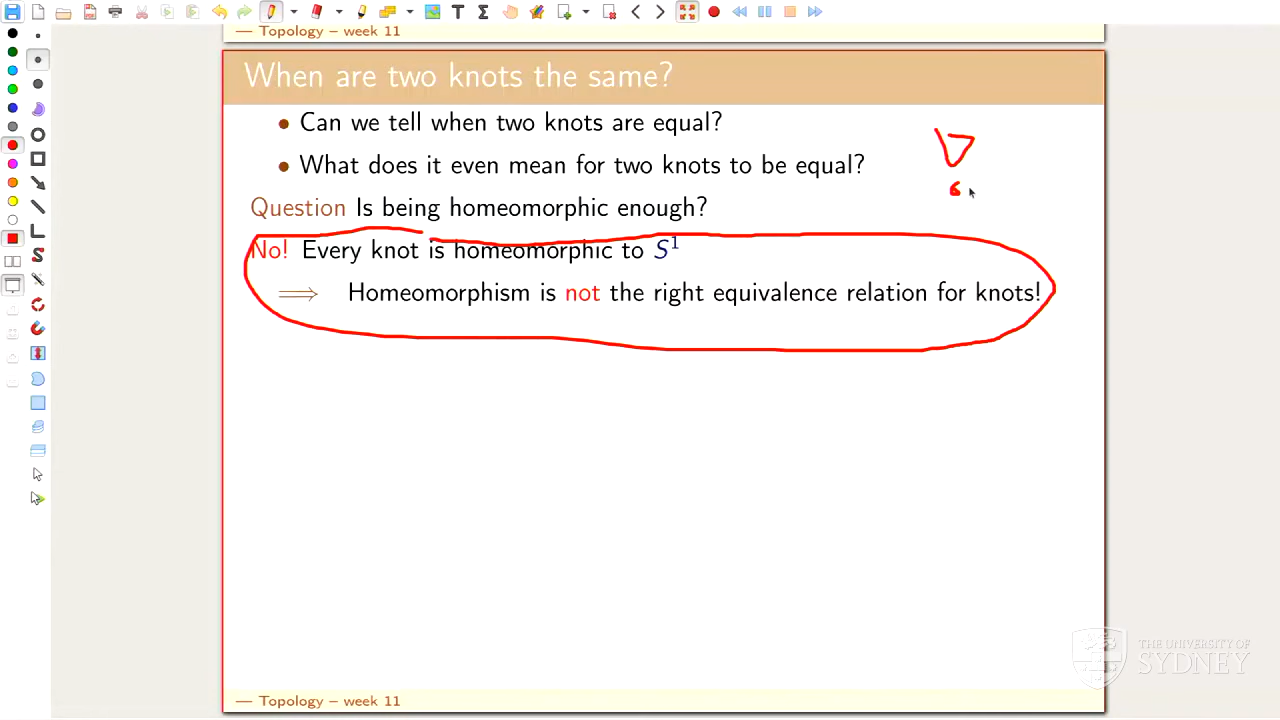 — Topology – week 11
When are two knots the same?
• Can we tell when two knots are equal?
• What does it even mean for two knots to be equal?
Question Is being homeomorphic enough?
No! Every knot is homeomorphic to S¹
⟹ Homeomorphism is not the right equivalence relation for knots!
THE UNIVERSITY OF
SYDNEY
— Topology – week 11